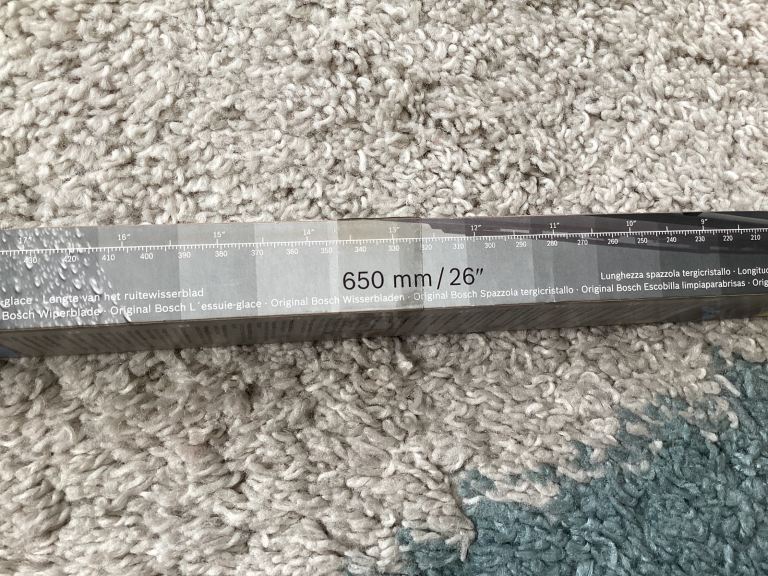 17" 16" 15" 14" 13" 12" 11" 10" 9"
430 420 410 400 390 380 370 360 350 340 330 320 310 300 290 280 270 260 250 240 230 220 210
650 mm / 26"
-glace · Lengte van het ruitewisserblad
Lunghezza spazzola tergicristallo ·
Bosch Wiperblade · Original Bosch L´essuie-glace · Original Bosch Wisserbladen · Original Bosch Spazzola tergicristallo · Original Bosch Escobilla limpiaparabrisas ·